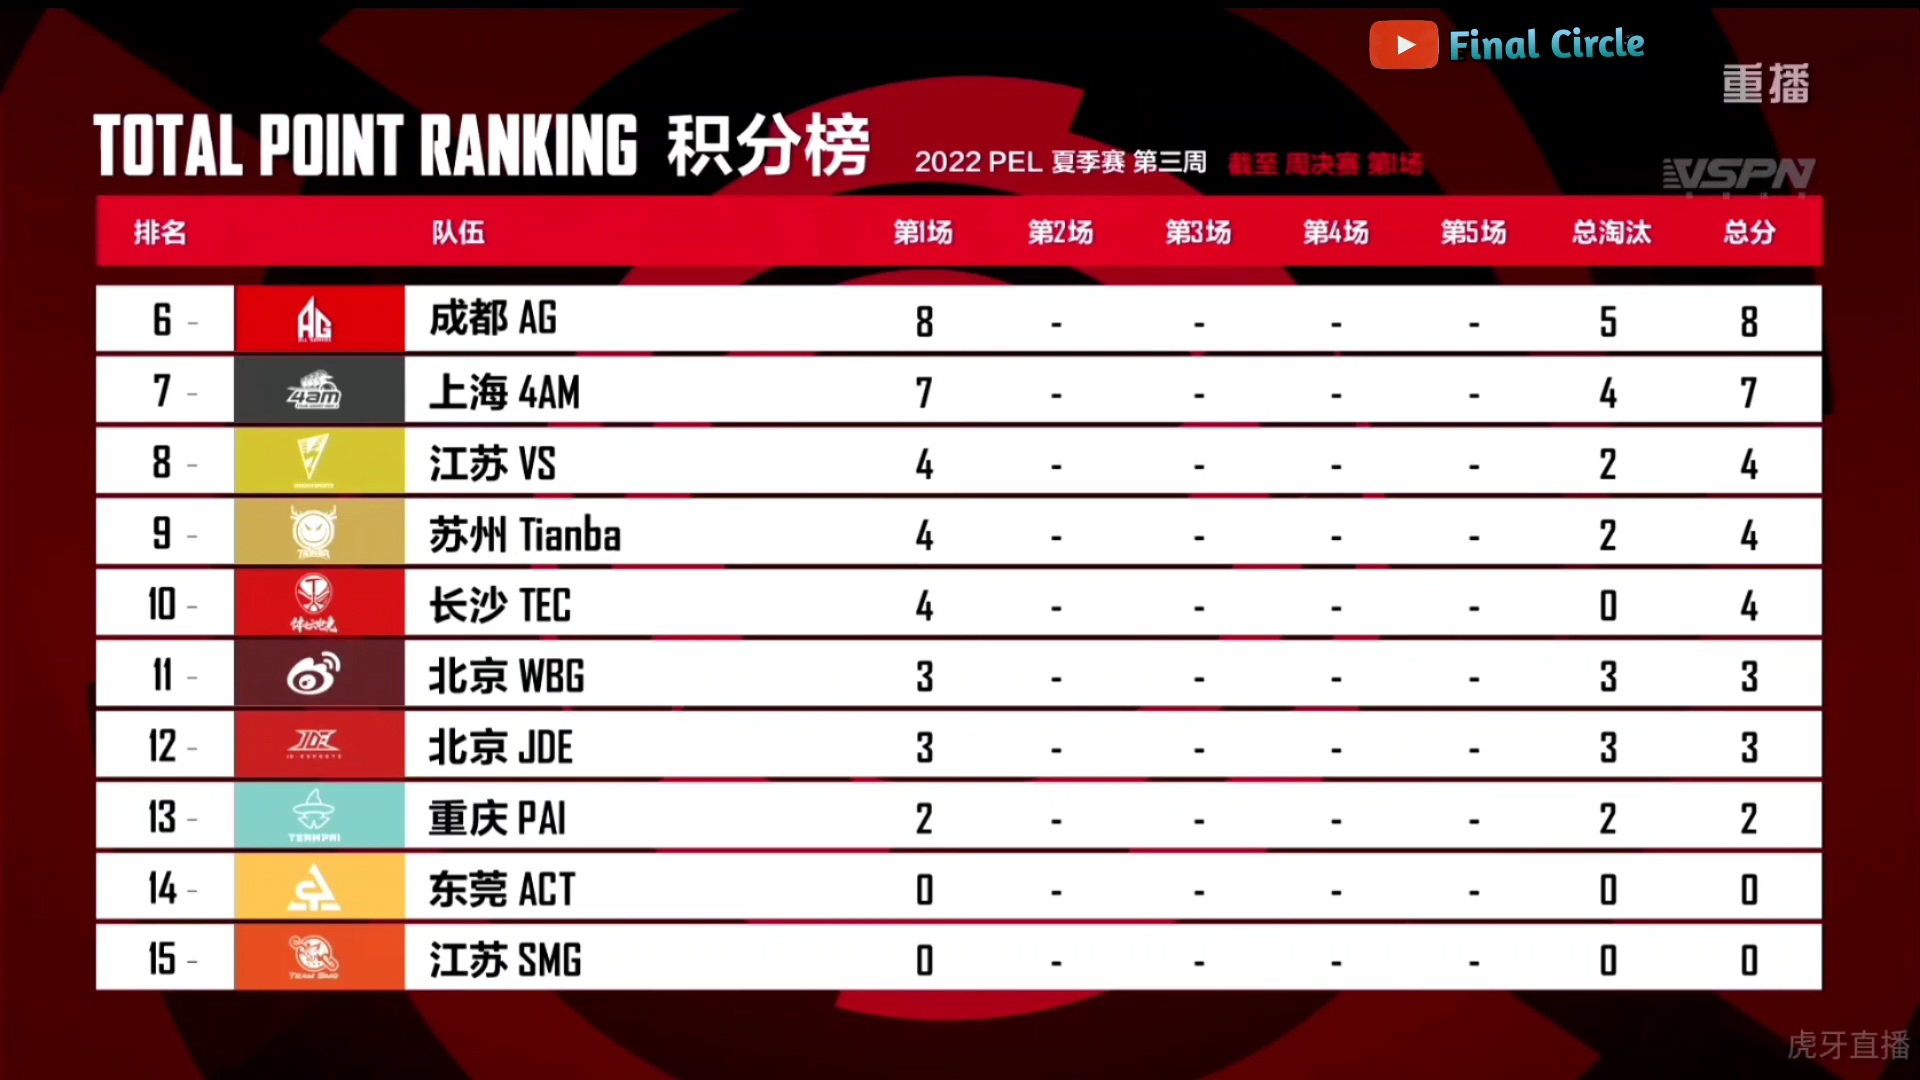 Final Circle
重播
TOTAL POINT RANKING 积分榜 2022 PEL 夏季赛 第三周 截至 周决赛 第1场
VSPN
排名 队伍 第1场 第2场 第3场 第4场 第5场 总淘汰 总分
6 - AG 成都 AG 8 - - - - 5 8
7 - 4am 上海 4AM 7 - - - - 4 7
8 - 江苏 VS 4 - - - - 2 4
9 - TIANBA 苏州 Tianba 4 - - - - 2 4
10 - 长沙 TEC 4 - - - - 0 4
11 - 北京 WBG 3 - - - - 3 3
12 - JDE 北京 JDE 3 - - - - 3 3
13 - TEAMPAI 重庆 PAI 2 - - - - 2 2
14 - 东莞 ACT 0 - - - - 0 0
15 - TEAM SMG 江苏 SMG 0 - - - - 0 0
虎牙直播